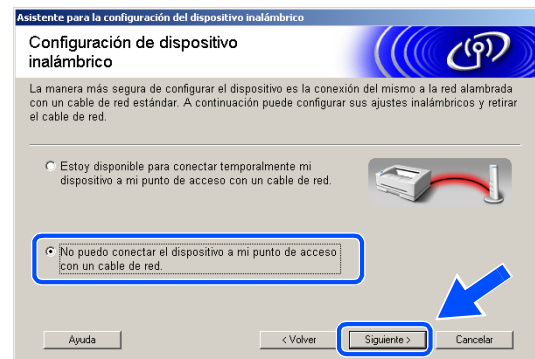 Asistente para la configuración del dispositivo inalámbrico
Configuración de dispositivo
inalámbrico
La manera más segura de configurar el dispositivo es la conexión del mismo a la red alambrada
con un cable de red estándar. A continuación puede configurar sus ajustes inalámbricos y retirar
el cable de red.
Estoy disponible para conectar temporalmente mi
dispositivo a mi punto de acceso con un cable de red.
No puedo conectar el dispositivo a mi punto de acceso
con un cable de red.
Ayuda
< Volver
Siguiente >
Cancelar